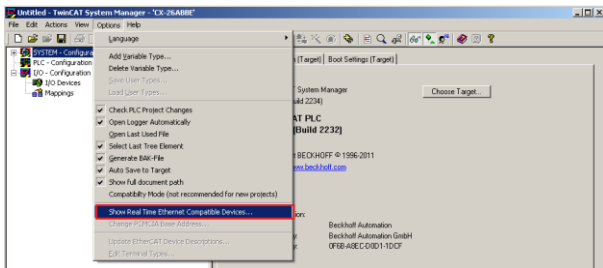 Untitled - TwinCAT System Manager - 'CX-26ABBE'
File Edit Actions View Options Help
SYSTEM - Configura
PLC - Configuration
I/O - Configuration
I/O Devices
Mappings
Language
Add Variable Type...
Delete Variable Type...
Save User Types...
Load User Types...
Check PLC Project Changes
Open Logger Automatically
Open Last Used File
Select Last Tree Element
Generate BAK-File
Auto Save to Target
Show full document path
Compatibilty Mode (not recommended for new projects)
Show Real Time Ethernet Compatible Devices...
Change PCMCIA Base Address...
Update EtherCAT Device Descriptions...
Edit Terminal Types...
(Target) Boot Settings (Target)
System Manager
uild 2234)
Choose Target...
AT PLC
(Build 2232)
BECKHOFF © 1996-2011
ww.beckhoff.com
ion:
Beckhoff Automation
Beckhoff Automation GmbH
0F6B-A8EC-D0D1-1DCF